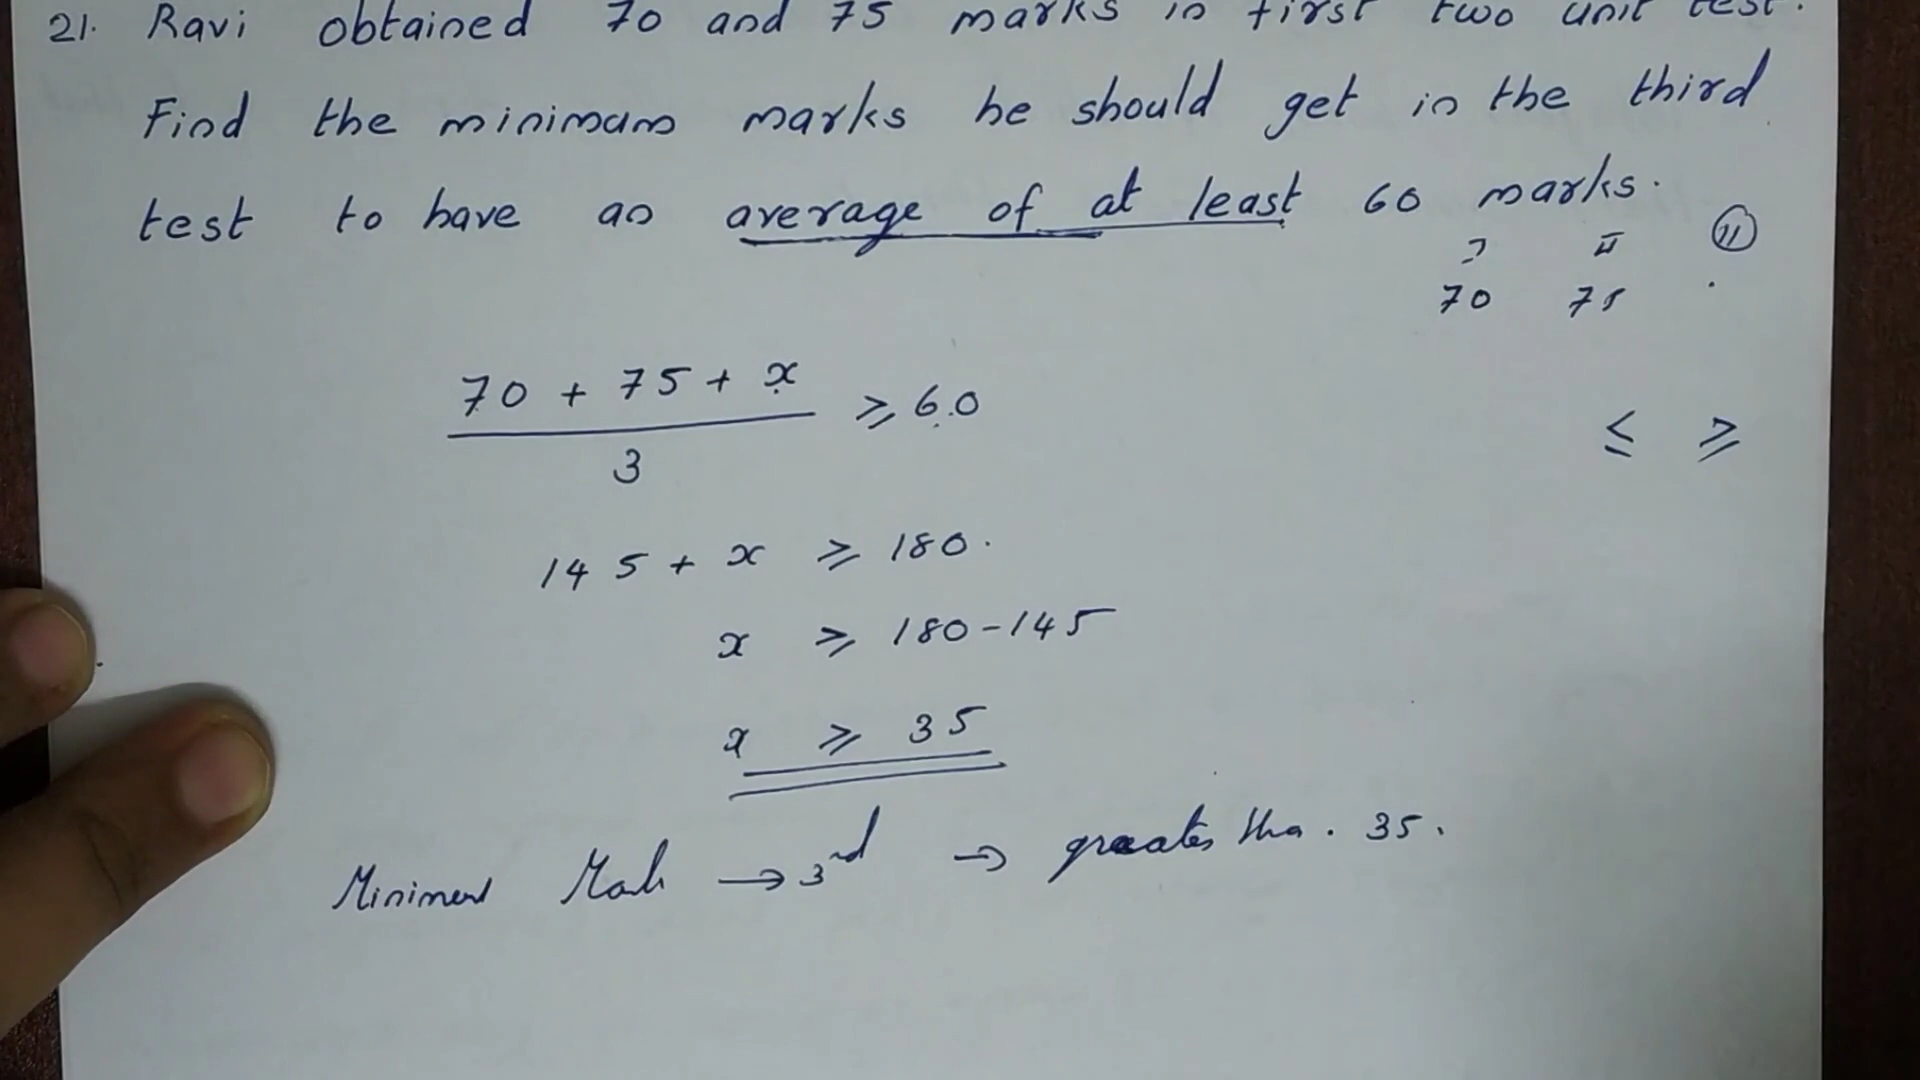 21. Ravi obtained 70 and 75 marks in first two unit test.
Find the minimum marks he should get in the third
test to have an average of at least 60 marks.
I II
70 75
70 + 75 + x
3
≥ 60
≤ ≥
145 + x ≥ 180.
x ≥ 180 - 145
x ≥ 35
Mark → 3rd → greater tha. 35.